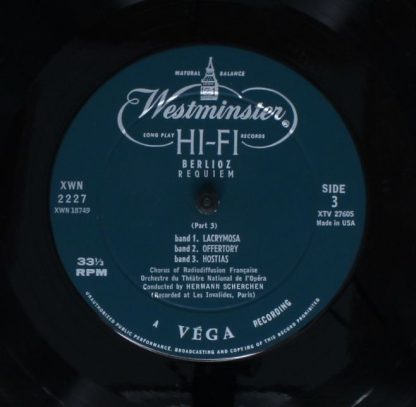 NATURAL BALANCE
Westminster®
LONG PLAY RECORDS
HI-FI
BERLIOZ
REQUIEM
XWN
2227
XWN 18749
SIDE
3
XTV 27605
Made in USA
(Part 3)
band 1. LACRYMOSA
band 2. OFFERTORY
band 3. HOSTIAS
33⅓
RPM
Chorus of Radiodiffusion Française
Orchestre du Théâtre National de l'Opéra
Conducted by HERMANN SCHERCHEN
(Recorded at Les Invalides, Paris)
A VÉGA RECORDING
UNAUTHORIZED PUBLIC PERFORMANCE, BROADCASTING AND COPYING OF THIS RECORD PROHIBITED